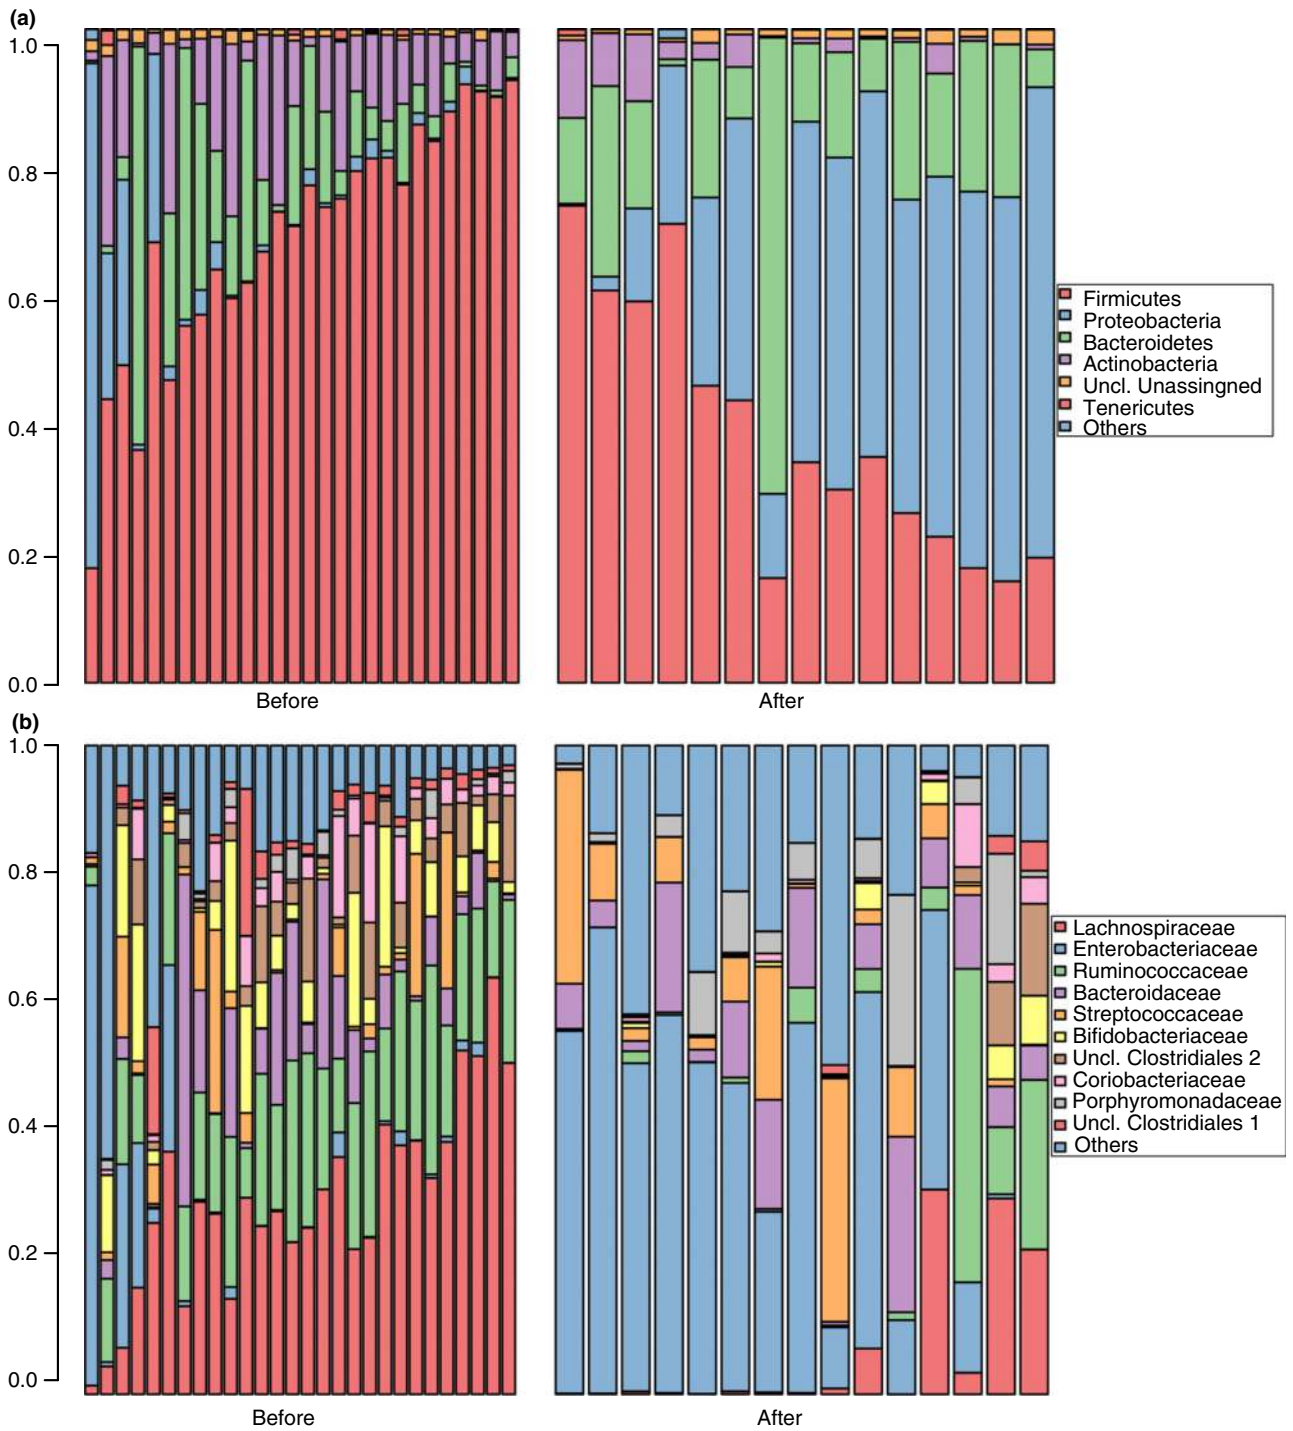 (a)
1.0
0.8
0.6
0.4
0.2
0.0
Before
After
Firmicutes
Proteobacteria
Bacteroidetes
Actinobacteria
Uncl. Unassingned
Tenericutes
Others
(b)
1.0
0.8
0.6
0.4
0.2
0.0
Before
After
Lachnospiraceae
Enterobacteriaceae
Ruminococcaceae
Bacteroidaceae
Streptococcaceae
Bifidobacteriaceae
Uncl. Clostridiales 2
Coriobacteriaceae
Porphyromonadaceae
Uncl. Clostridiales 1
Others